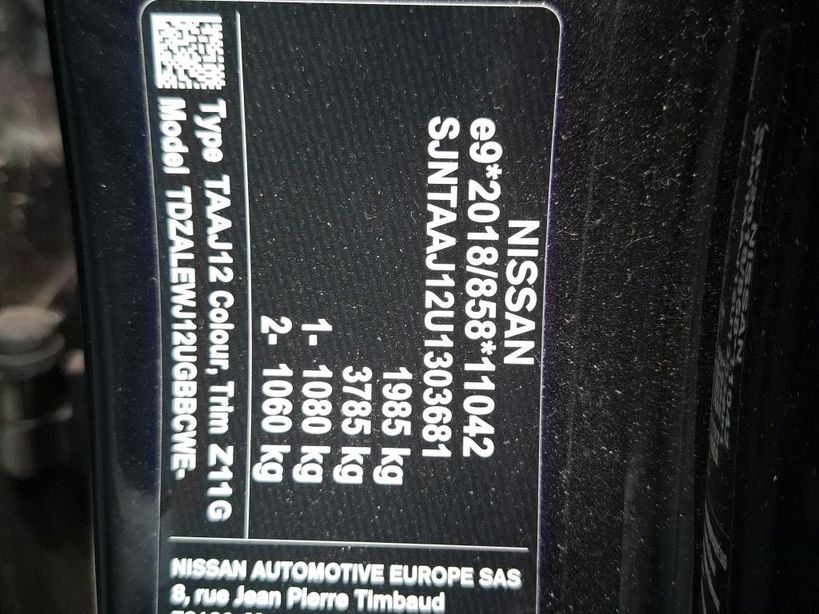 NISSAN
e9*2018/858*11042
SJNTAAJ12U1303681
1985 kg
3785 kg
1- 1080 kg
2- 1060 kg
Type TAAJ12 Colour, Trim Z11 G
Model TDZALEWJ12UGBBCWE-
NISSAN AUTOMOTIVE EUROPE SAS
8, rue Jean Pierre Timbaud